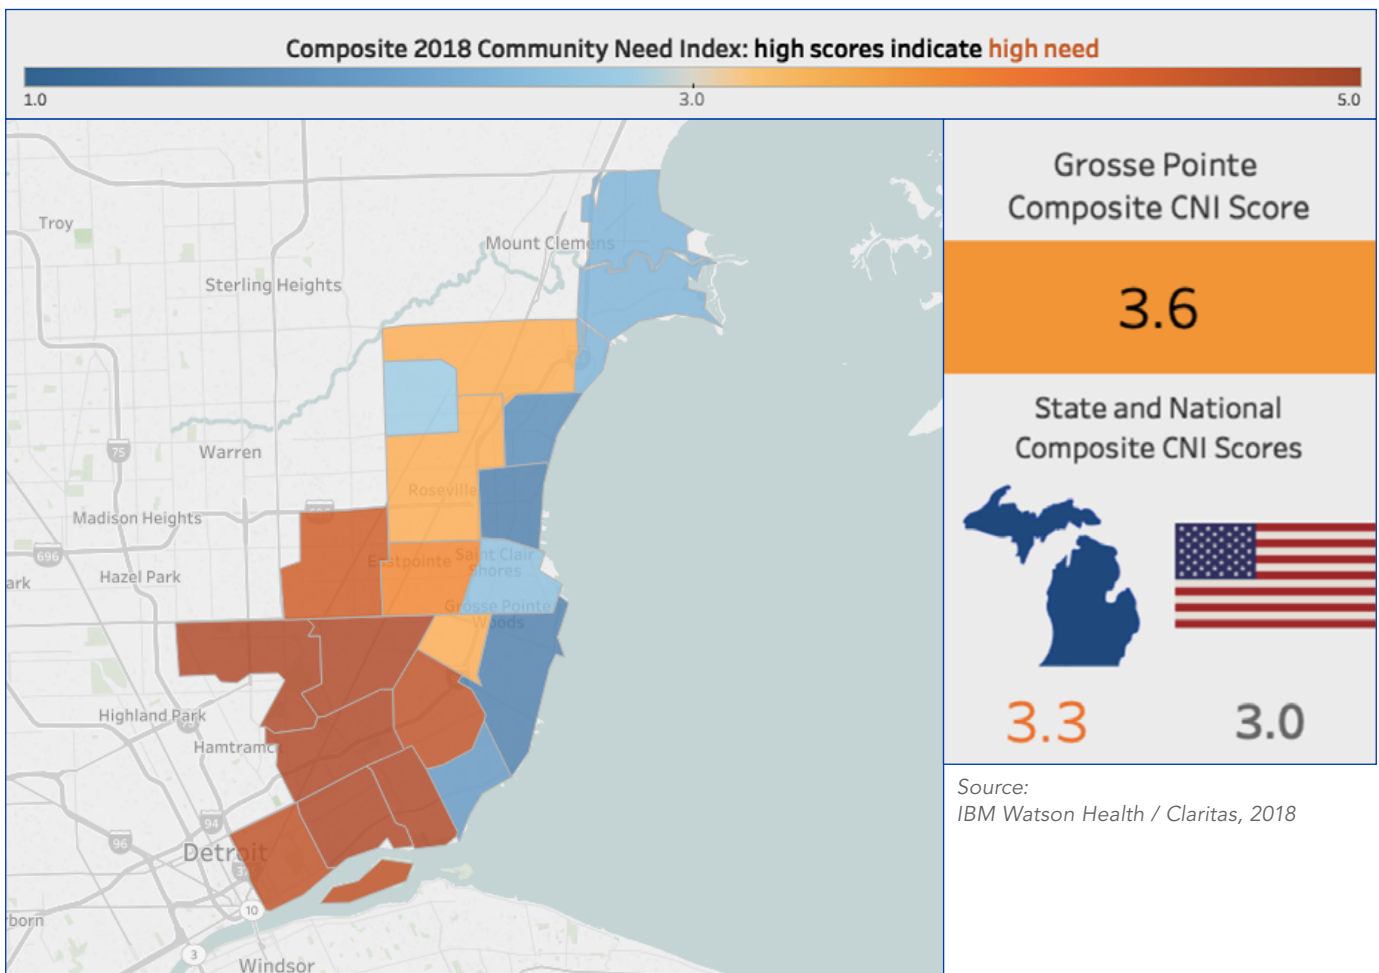 Composite 2018 Community Need Index: high scores indicate high need
1.0
3.0
5.0
Grosse Pointe
Composite CNI Score
3.6
State and National
Composite CNI Scores
3.3
3.0
Source:
IBM Watson Health / Claritas, 2018
Troy
Mount Clemens
Sterling Heights
75
Warren
Roseville
Madison Heights
696
Eastpointe
Saint Clair
Shores
ark
Hazel Park
Grosse Pointe
Woods
Highland Park
Hamtramck
94
96
Detroit
10
born
3
Windsor